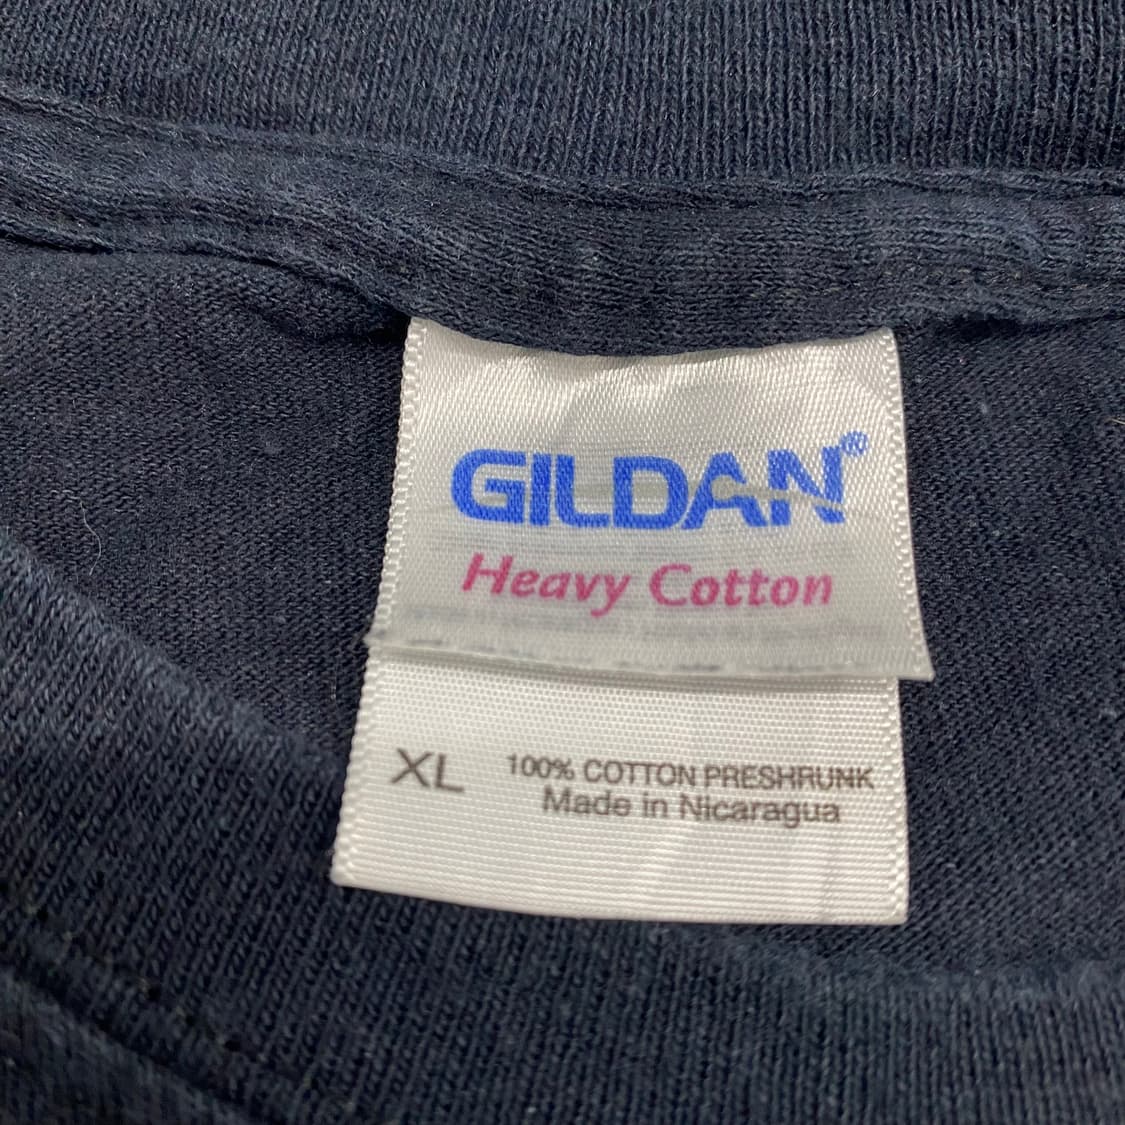 GILDAN®
Heavy Cotton
XL 100% COTTON PRESHRUNK
Made in Nicaragua